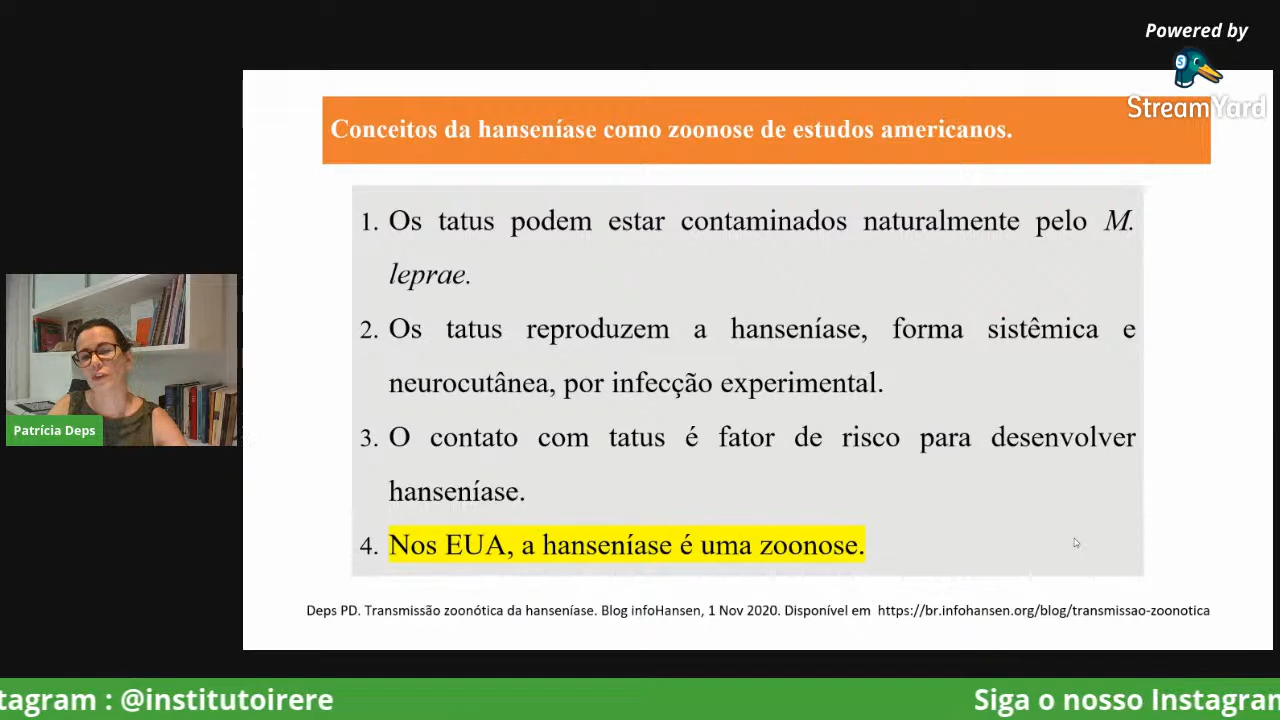 Powered by
StreamYard
Conceitos da hanseníase como zoonose de estudos americanos.
1. Os tatus podem estar contaminados naturalmente pelo M.
leprae.
2. Os tatus reproduzem a hanseníase, forma sistêmica e
neurocutânea, por infecção experimental.
3. O contato com tatus é fator de risco para desenvolver
hanseníase.
4. Nos EUA, a hanseníase é uma zoonose.
Patrícia Deps
Deps PD. Transmissão zoonótica da hanseníase. Blog infoHansen, 1 Nov 2020. Disponível em https://br.infohansen.org/blog/transmissao-zoonotica
tagram : @institutoirere
Siga o nosso Instagram